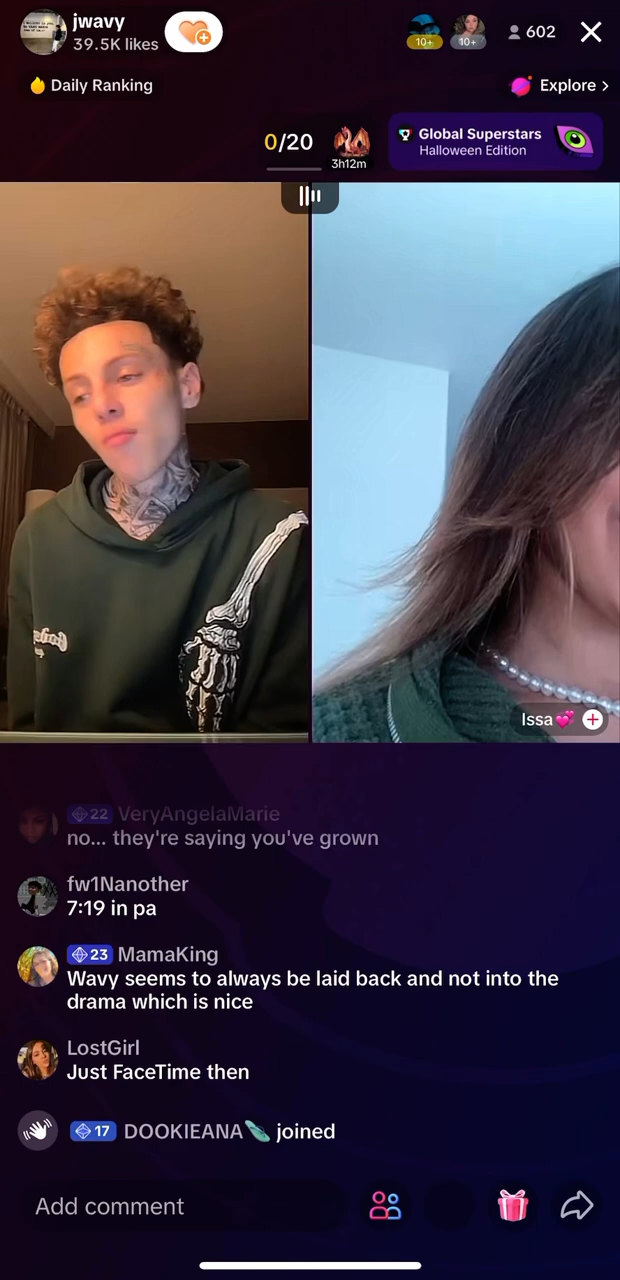 jwavy
39.5K likes
10+
10+
602
Daily Ranking
Explore >
0/20
3h12m
Global Superstars
Halloween Edition
Issa💕
22 VeryAngelaMarie
no... they're saying you've grown
fw1Nanother
7:19 in pa
23 MamaKing
Wavy seems to always be laid back and not into the
drama which is nice
LostGirl
Just FaceTime then
17 DOOKIEANA joined
Add comment